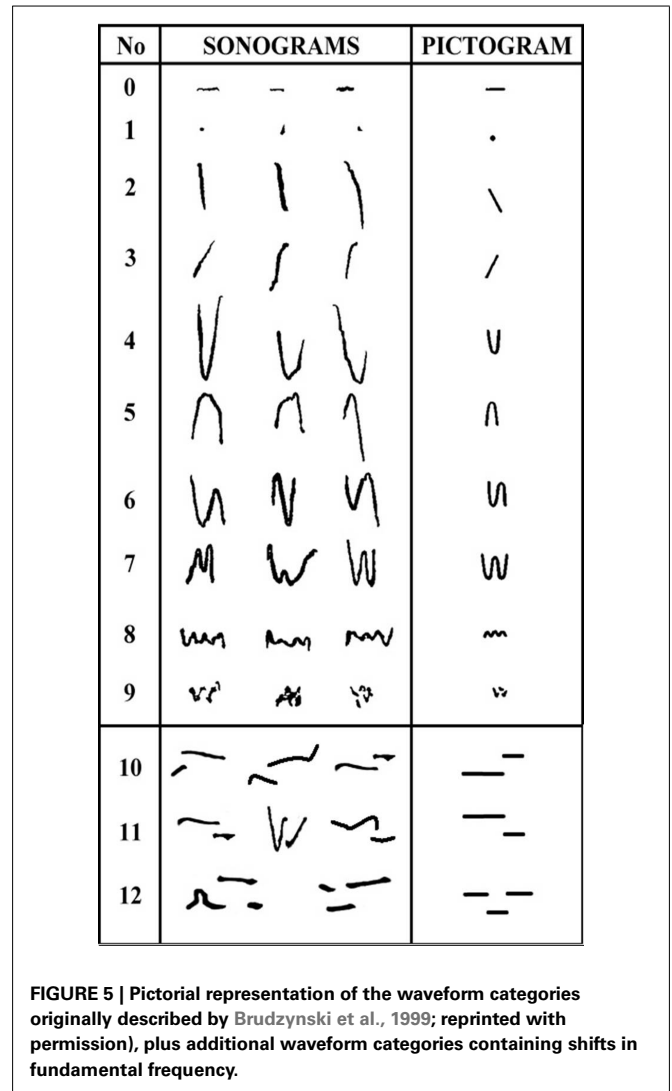 No SONOGRAMS PICTOGRAM
0
1
2
3
4
5
6
7
8
9
10
11
12
FIGURE 5 | Pictorial representation of the waveform categories
originally described by Brudzynski et al., 1999; reprinted with
permission), plus additional waveform categories containing shifts in
fundamental frequency.